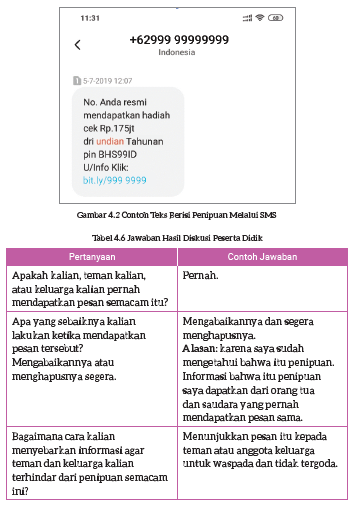 11:31
68
+62999 99999999
Indonesia
1 5-7-2019 12:07
No. Anda resmi
mendapatkan hadiah
cek Rp.175jt
dri undian Tahunan
pin BHS99ID
U/Info Klik:
bit.ly/999 9999
Gambar 4.2 Contoh Teks Berisi Penipuan Melalui SMS
Tabel 4.6 Jawaban Hasil Diskusi Peserta Didik
Pertanyaan
Contoh Jawaban
Apakah kalian, teman kalian,
atau keluarga kalian pernah
mendapatkan pesan semacam itu?
Pernah.
Apa yang sebaiknya kalian
lakukan ketika mendapatkan
pesan tersebut?
Mengabaikannya atau
menghapusnya segera.
Mengabaikannya dan segera
menghapusnya.
Alasan: karena saya sudah
mengetahui bahwa itu penipuan.
Informasi bahwa itu penipuan
saya dapatkan dari orang tua
dan saudara yang pernah
mendapatkan pesan sama.
Bagaimana cara kalian
menyebarkan informasi agar
teman dan keluarga kalian
terhindar dari penipuan semacam
ini?
Menunjukkan pesan itu kepada
teman atau anggota keluarga
untuk waspada dan tidak tergoda.